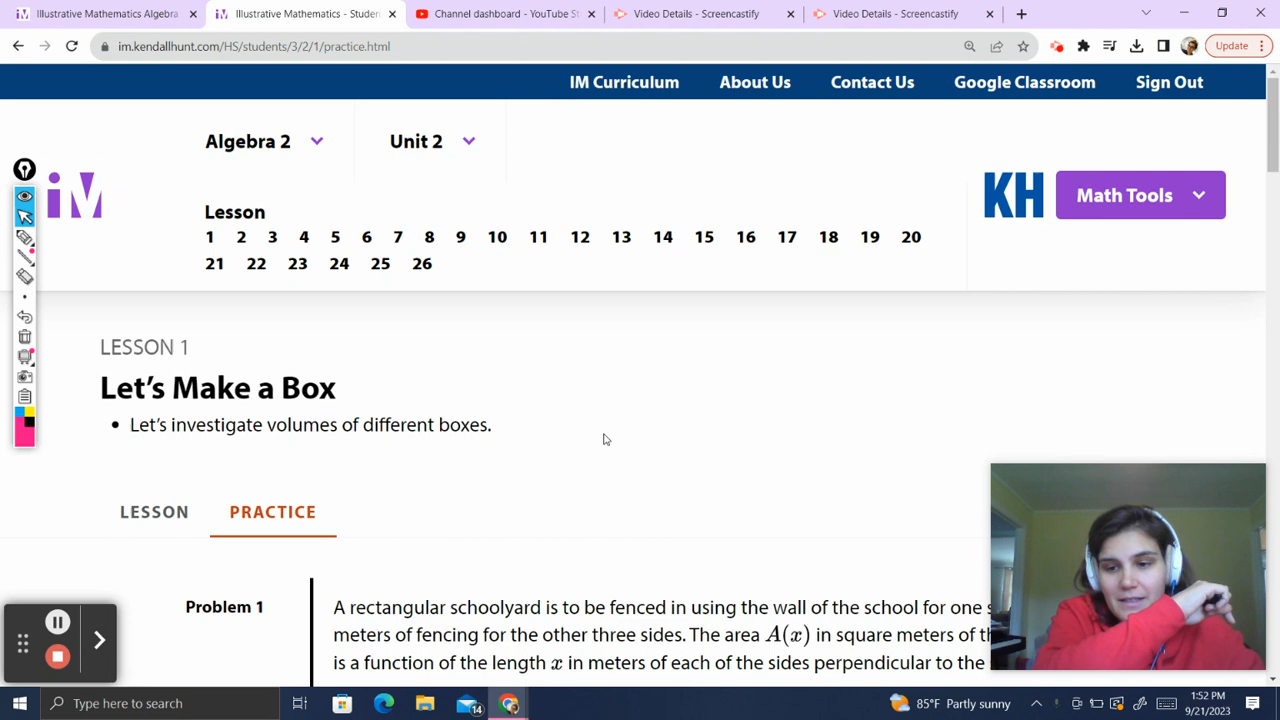 Illustrative Mathematics Algebra
Illustrative Mathematics - Studen
Channel dashboard - YouTube St
Video Details - Screencastify
Video Details - Screencastify
im.kendallhunt.com/HS/students/3/2/1/practice.html
Update
IM Curriculum About Us Contact Us Google Classroom Sign Out
Algebra 2 Unit 2
iM
KH
Math Tools
Lesson
1 2 3 4 5 6 7 8 9 10 11 12 13 14 15 16 17 18 19 20
21 22 23 24 25 26
LESSON 1
Let's Make a Box
• Let's investigate volumes of different boxes.
LESSON PRACTICE
Problem 1
A rectangular schoolyard is to be fenced in using the wall of the school for one s
meters of fencing for the other three sides. The area A(x) in square meters of th
is a function of the length x in meters of each of the sides perpendicular to the
Type here to search
14
85°F Partly sunny
1:52 PM
9/21/2023